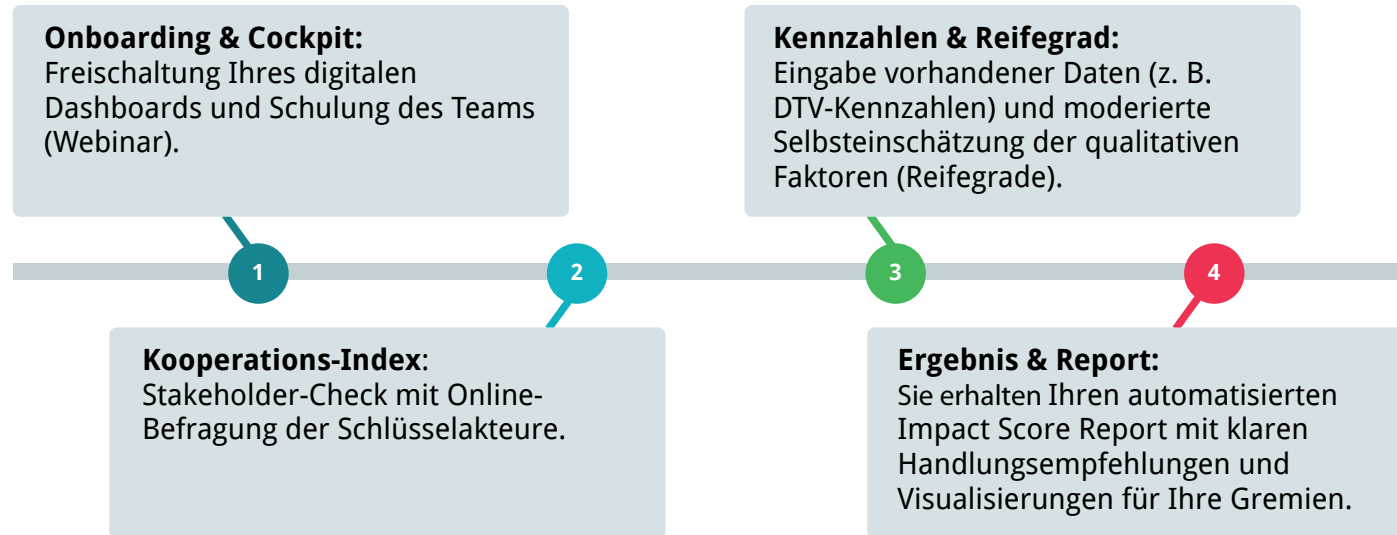 Onboarding & Cockpit:
Freischaltung Ihres digitalen
Dashboards und Schulung des Teams
(Webinar).
1
Kooperations-Index:
Stakeholder-Check mit Online-
Befragung der Schlüsselakteure.
2
Kennzahlen & Reifegrad:
Eingabe vorhandener Daten (z. B.
DTV-Kennzahlen) und moderierte
Selbsteinschätzung der qualitativen
Faktoren (Reifegrade).
3
Ergebnis & Report:
Sie erhalten Ihren automatisierten
Impact Score Report mit klaren
Handlungsempfehlungen und
Visualisierungen für Ihre Gremien.
4